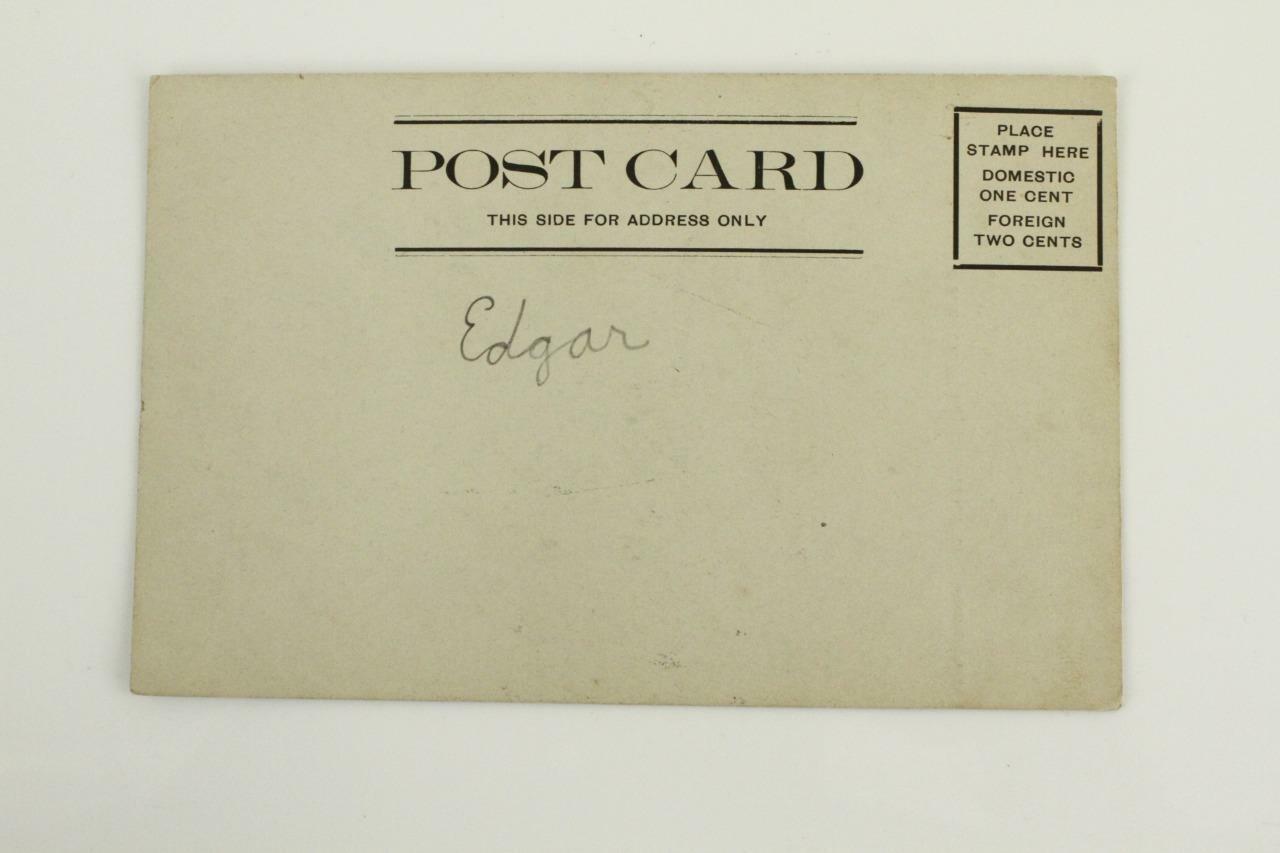 POST CARD
THIS SIDE FOR ADDRESS ONLY
PLACE
STAMP HERE
DOMESTIC
ONE CENT
FOREIGN
TWO CENTS
Edgar